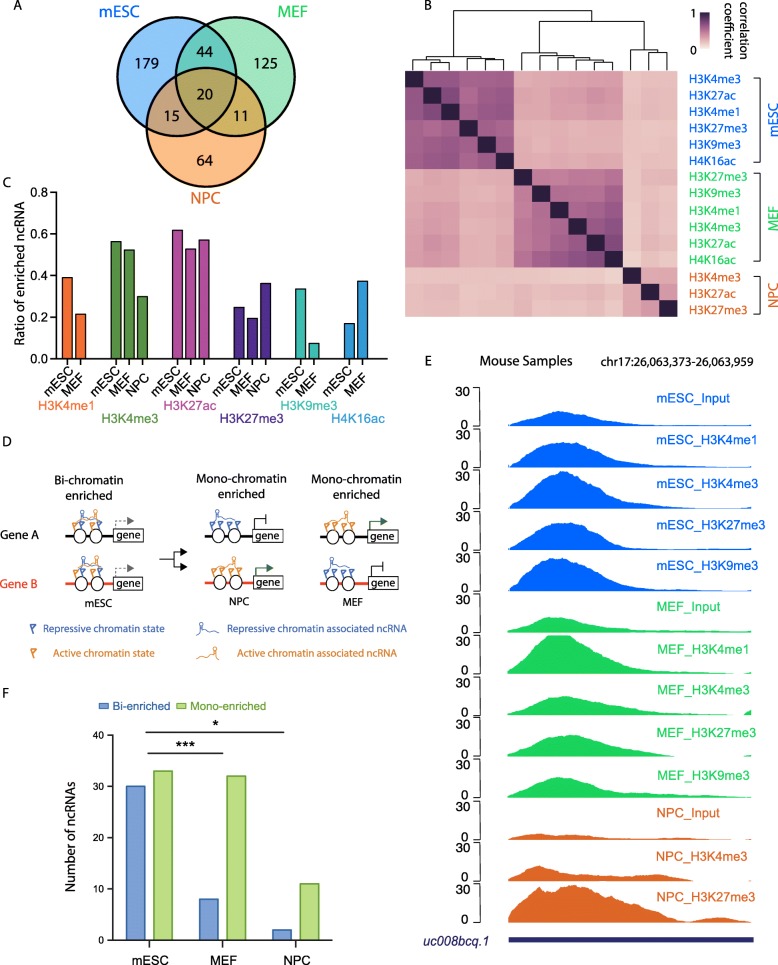 A
mESC
MEF
179
44
125
20
15
11
64
NPC
B
1
0
correlation
coefficient
H3K4me3
H3K27ac
H3K4me1
H3K27me3
H3K9me3
H4K16ac
mESC
H3K27me3
H3K9me3
H3K4me1
H3K4me3
H3K27ac
H4K16ac
MEF
H3K4me3
H3K27ac
H3K27me3
NPC
C
Ratio of enriched ncRNA
0.8
0.6
0.4
0.2
0.0
mESC MEF mESC MEF NPC mESC MEF NPC mESC MEF NPC mESC MEF mESC MEF
H3K4me1 H3K27ac H3K9me3
H3K4me3 H3K27me3 H4K16ac
D
Bi-chromatin
enriched
Mono-chromatin
enriched
Mono-chromatin
enriched
Gene A
gene
gene
gene
Gene B
gene
gene
gene
mESC
NPC
MEF
Repressive chromatin state
Repressive chromatin associated ncRNA
Active chromatin state
Active chromatin associated ncRNA
E
Mouse Samples
chr17:26,063,373-26,063,959
30
0
mESC_Input
30
0
mESC_H3K4me1
30
0
mESC_H3K4me3
30
0
mESC_H3K27me3
30
0
mESC_H3K9me3
30
0
MEF_Input
30
0
MEF_H3K4me1
30
0
MEF_H3K4me3
30
0
MEF_H3K27me3
30
0
MEF_H3K9me3
30
0
NPC_Input
30
0
NPC_H3K4me3
30
0
NPC_H3K27me3
uc008bcq.1
F
Bi-enriched Mono-enriched
*
***
Number of ncRNAs
40
30
20
10
0
mESC MEF NPC